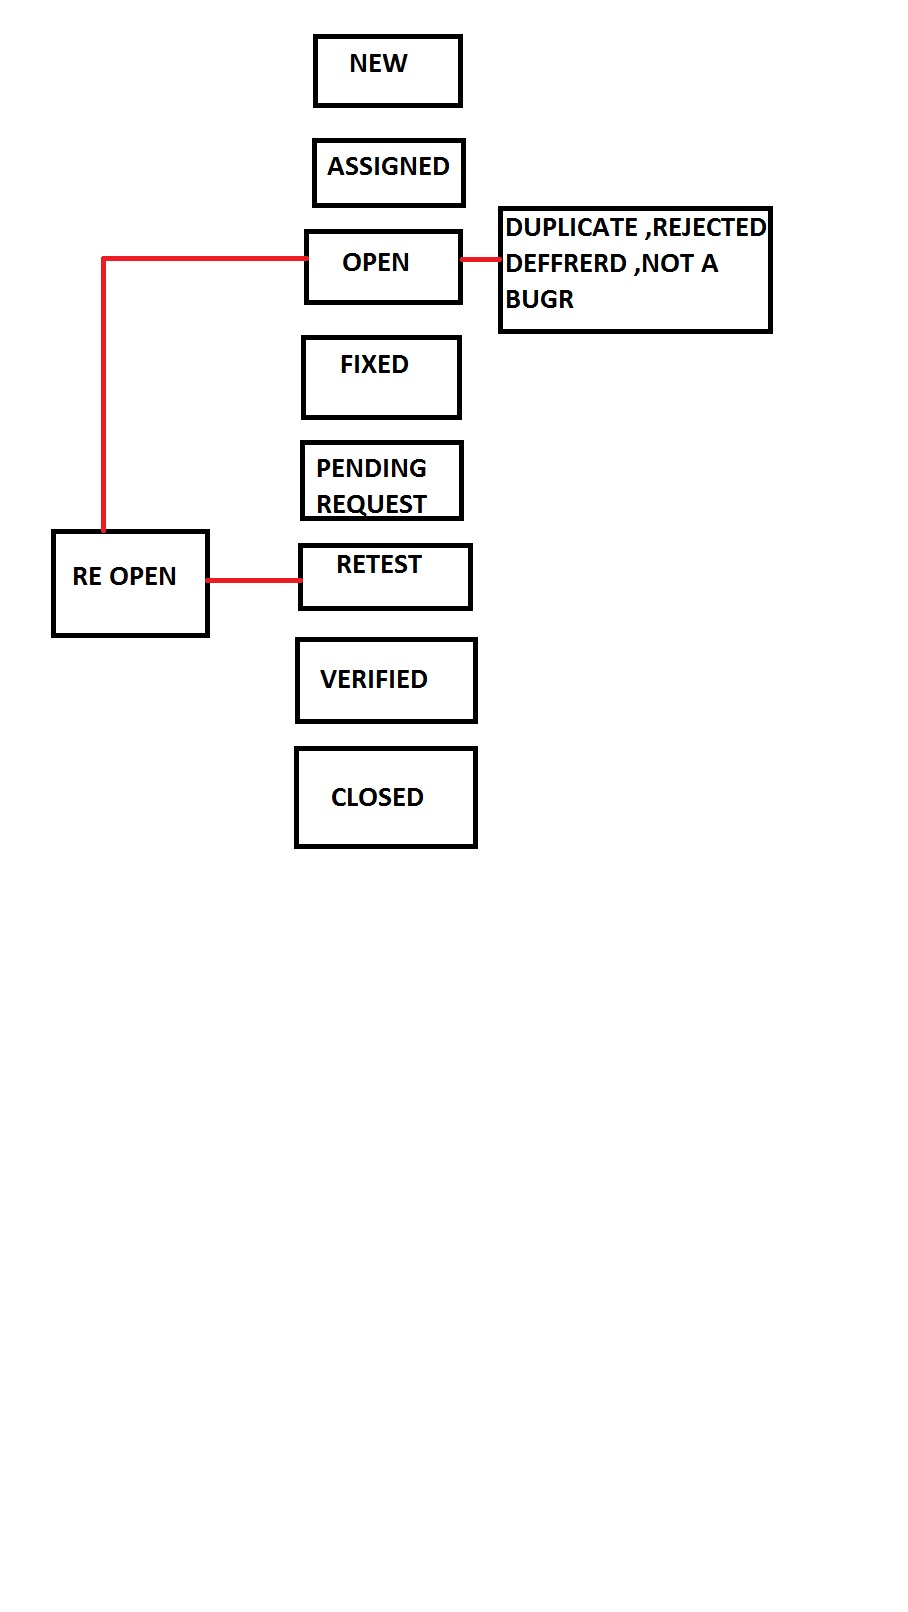 NEW
ASSIGNED
OPEN
DUPLICATE ,REJECTED
DEFFRERD ,NOT A
BUGR
FIXED
PENDING
REQUEST
RE OPEN
RETEST
VERIFIED
CLOSED